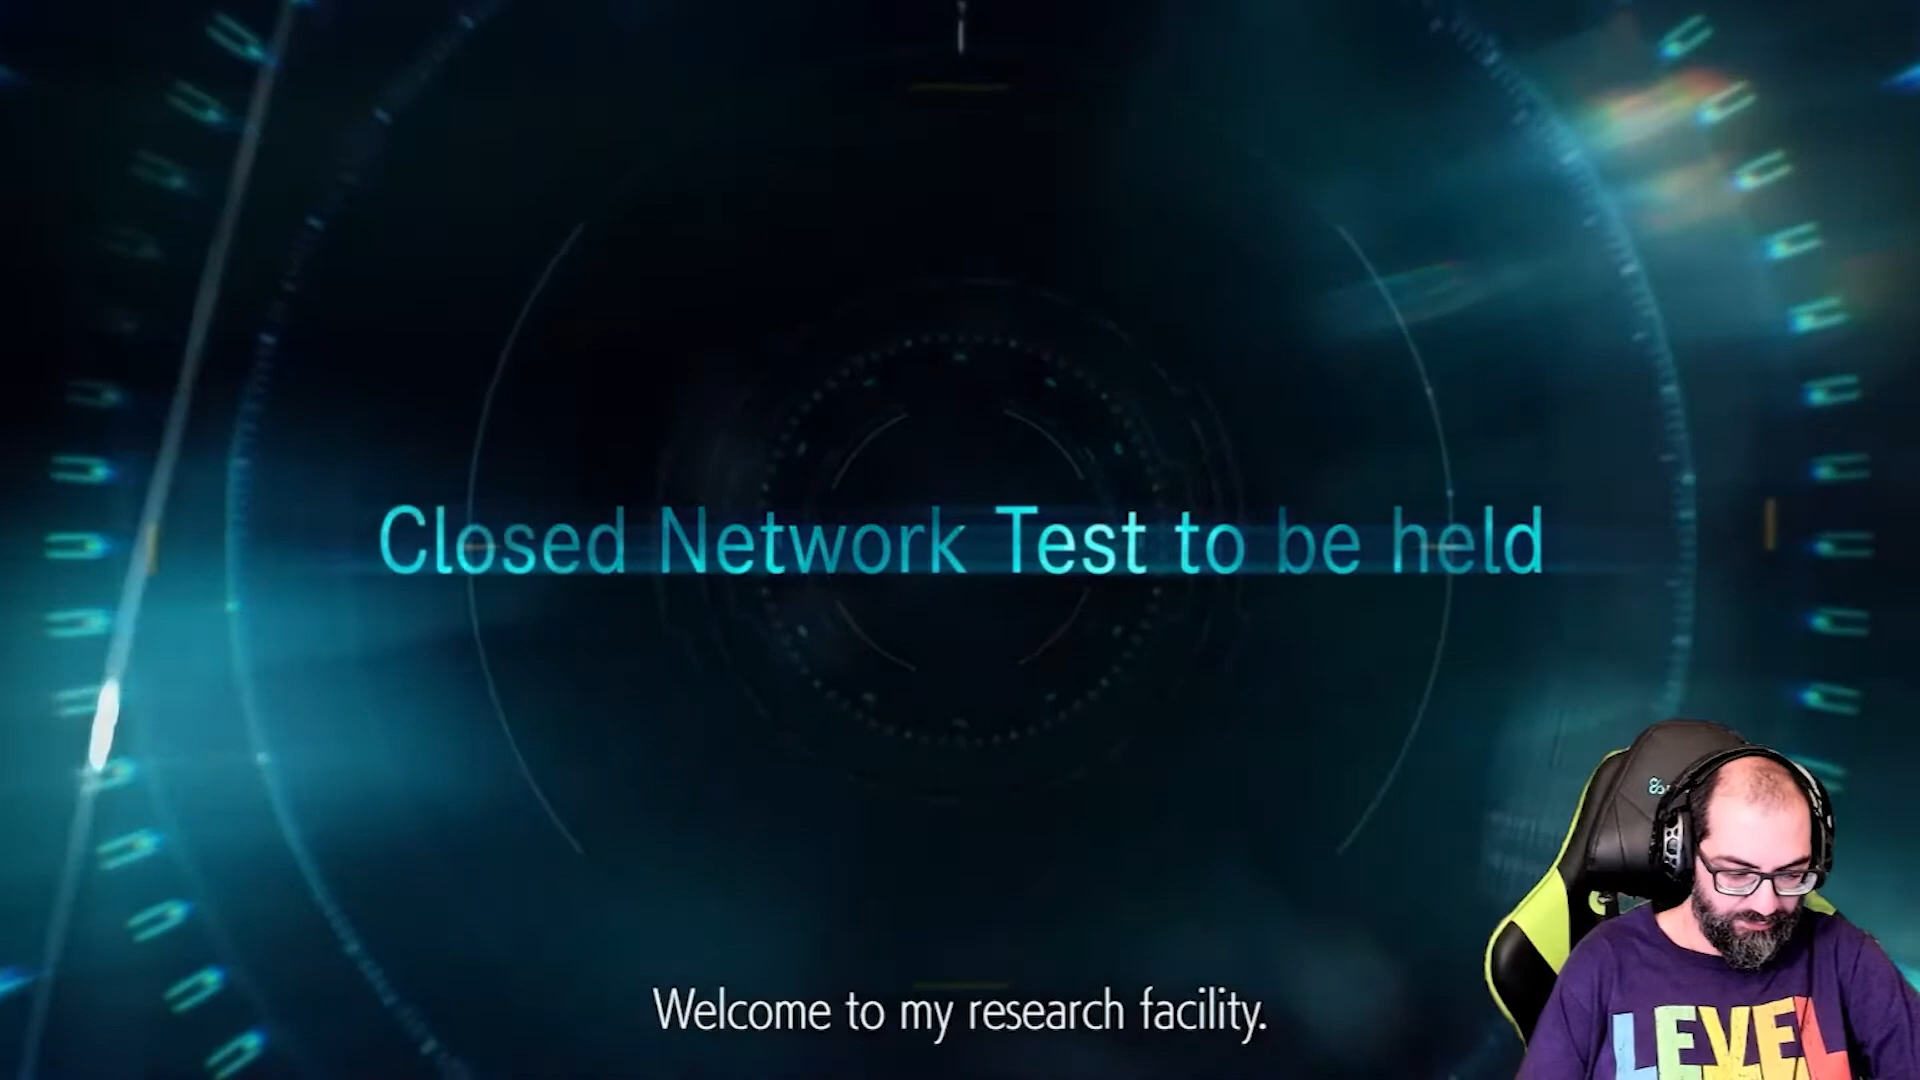 Closed Network Test to be held
Welcome to my research facility.
LEVEL